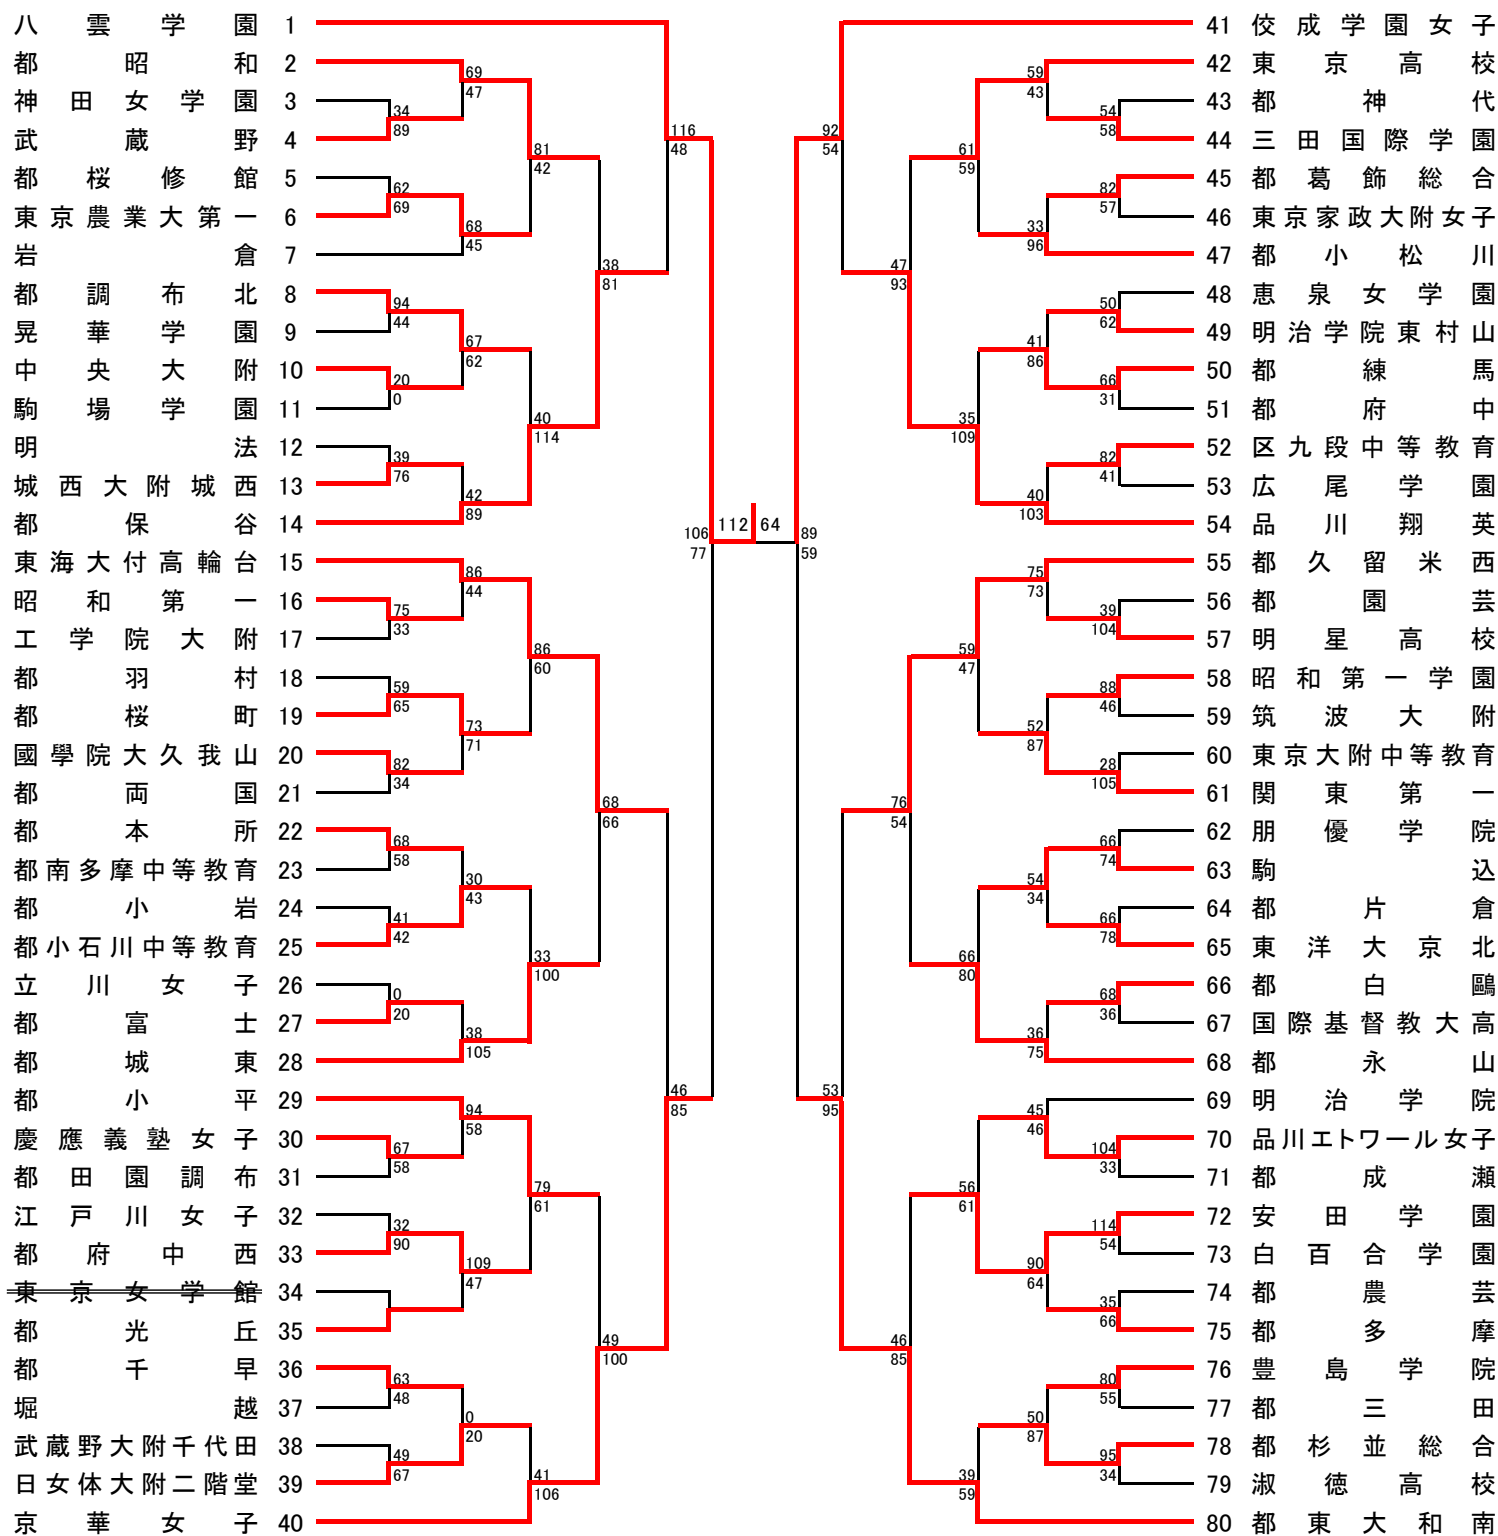 八雲学園 1
都昭和 2
神田女学園 3
武蔵野 4
都桜修館 5
東京農業大第一 6
岩倉 7
都調布北 8
晃華学園 9
中央大附 10
駒場学園 11
明法 12
城西大附城西 13
都保谷 14
東海大付高輪台 15
昭和第一 16
工学院大附 17
都羽村 18
都桜町 19
國學院大久我山 20
都両国 21
都本所 22
都南多摩中等教育 23
都小岩 24
都小石川中等教育 25
立川女子 26
都富士 27
都城東 28
都小平 29
慶應義塾女子 30
都田園調布 31
江戸川女子 32
都府中西 33
東京女学館 34
都光丘 35
都千早 36
堀越 37
武蔵野大附千代田 38
日女体大附二階堂 39
京華女子 40
34
89
62
69
94
44
20
0
39
76
75
33
59
65
82
34
68
58
41
42
0
20
67
58
32
90
63
48
49
67
69
47
68
45
67
62
42
89
86
44
73
71
30
43
38
105
94
58
109
47
0
20
81
42
40
114
86
60
33
100
79
61
41
106
38
81
68
66
49
100
116
48
46
85
106
77
112 64
89
59
92
54
53
95
47
93
76
54
46
85
61
59
35
109
59
47
66
80
56
61
39
59
59
43
33
96
41
86
40
103
75
73
52
87
54
34
36
75
45
46
90
64
50
87
54
58
82
57
50
62
66
31
82
41
39
104
88
46
28
105
66
74
66
78
68
36
104
33
114
54
35
66
80
55
95
34
41 佼成学園女子
42 東京高校
43 都神代
44 三田国際学園
45 都葛飾総合
46 東京家政大附女子
47 都小松川
48 恵泉女学園
49 明治学院東村山
50 都練馬
51 都府中
52 区九段中等教育
53 広尾学園
54 品川翔英
55 都久留米西
56 都園芸
57 明星高校
58 昭和第一学園
59 筑波大附
60 東京大附中等教育
61 関東第一
62 朋優学院
63 駒込
64 都片倉
65 東洋大京北
66 都白鷗
67 国際基督教大高
68 都永山
69 明治学院
70 品川エトワール女子
71 都成瀬
72 安田学園
73 白百合学園
74 都農芸
75 都多摩
76 豊島学院
77 都三田
78 都杉並総合
79 淑徳高校
80 都東大和南